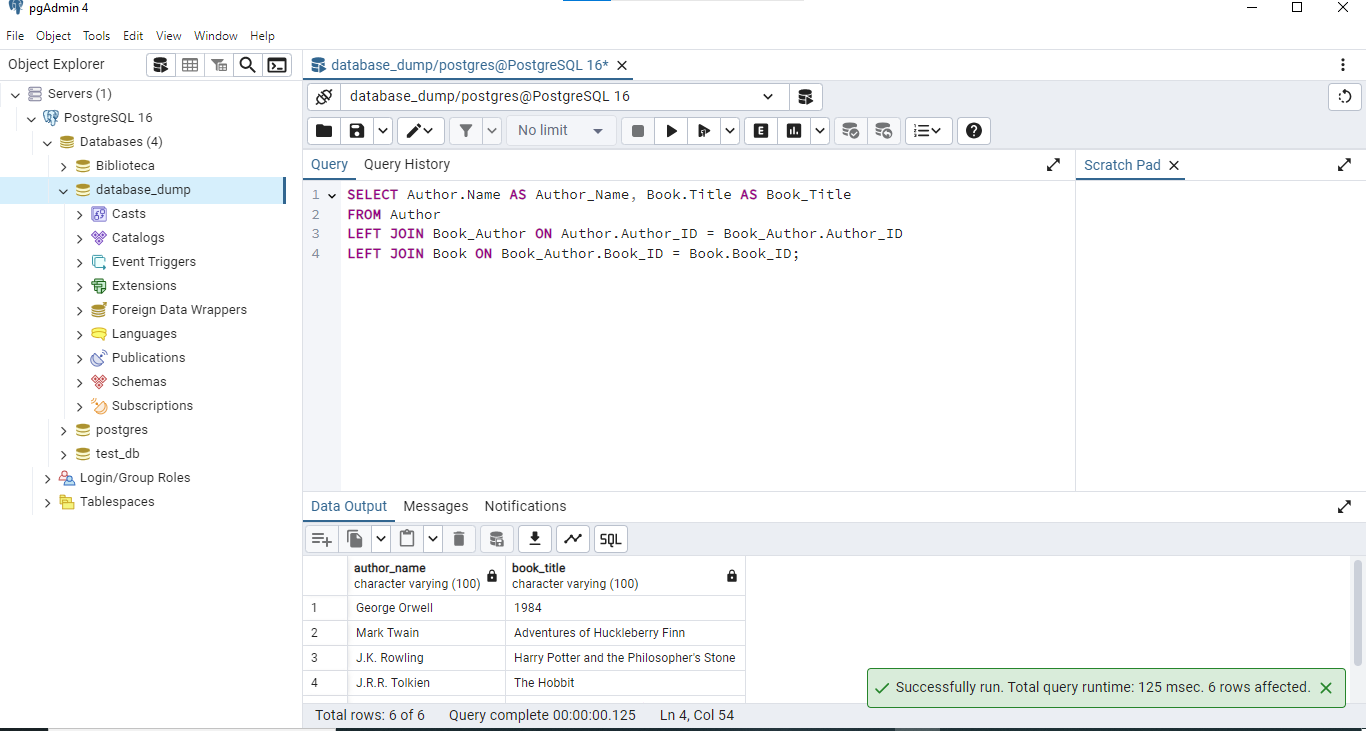 pgAdmin 4
File Object Tools Edit View Window Help
Object Explorer
Servers (1)
PostgreSQL 16
Databases (4)
Biblioteca
database_dump
Casts
Catalogs
Event Triggers
Extensions
Foreign Data Wrappers
Languages
Publications
Schemas
Subscriptions
postgres
test_db
Login/Group Roles
Tablespaces
database_dump/postgres@PostgreSQL 16*
database_dump/postgres@PostgreSQL 16
No limit
E
Query Query History
Scratch Pad
1 SELECT Author.Name AS Author_Name, Book.Title AS Book_Title
2 FROM Author
3 LEFT JOIN Book_Author ON Author.Author_ID = Book_Author.Author_ID
4 LEFT JOIN Book ON Book_Author.Book_ID = Book.Book_ID;
Data Output Messages Notifications
SQL
author_name book_title
character varying (100) character varying (100)
1 George Orwell 1984
2 Mark Twain Adventures of Huckleberry Finn
3 J.K. Rowling Harry Potter and the Philosopher's Stone
4 J.R.R. Tolkien The Hobbit
Successfully run. Total query runtime: 125 msec. 6 rows affected.
Total rows: 6 of 6 Query complete 00:00:00.125 Ln 4, Col 54